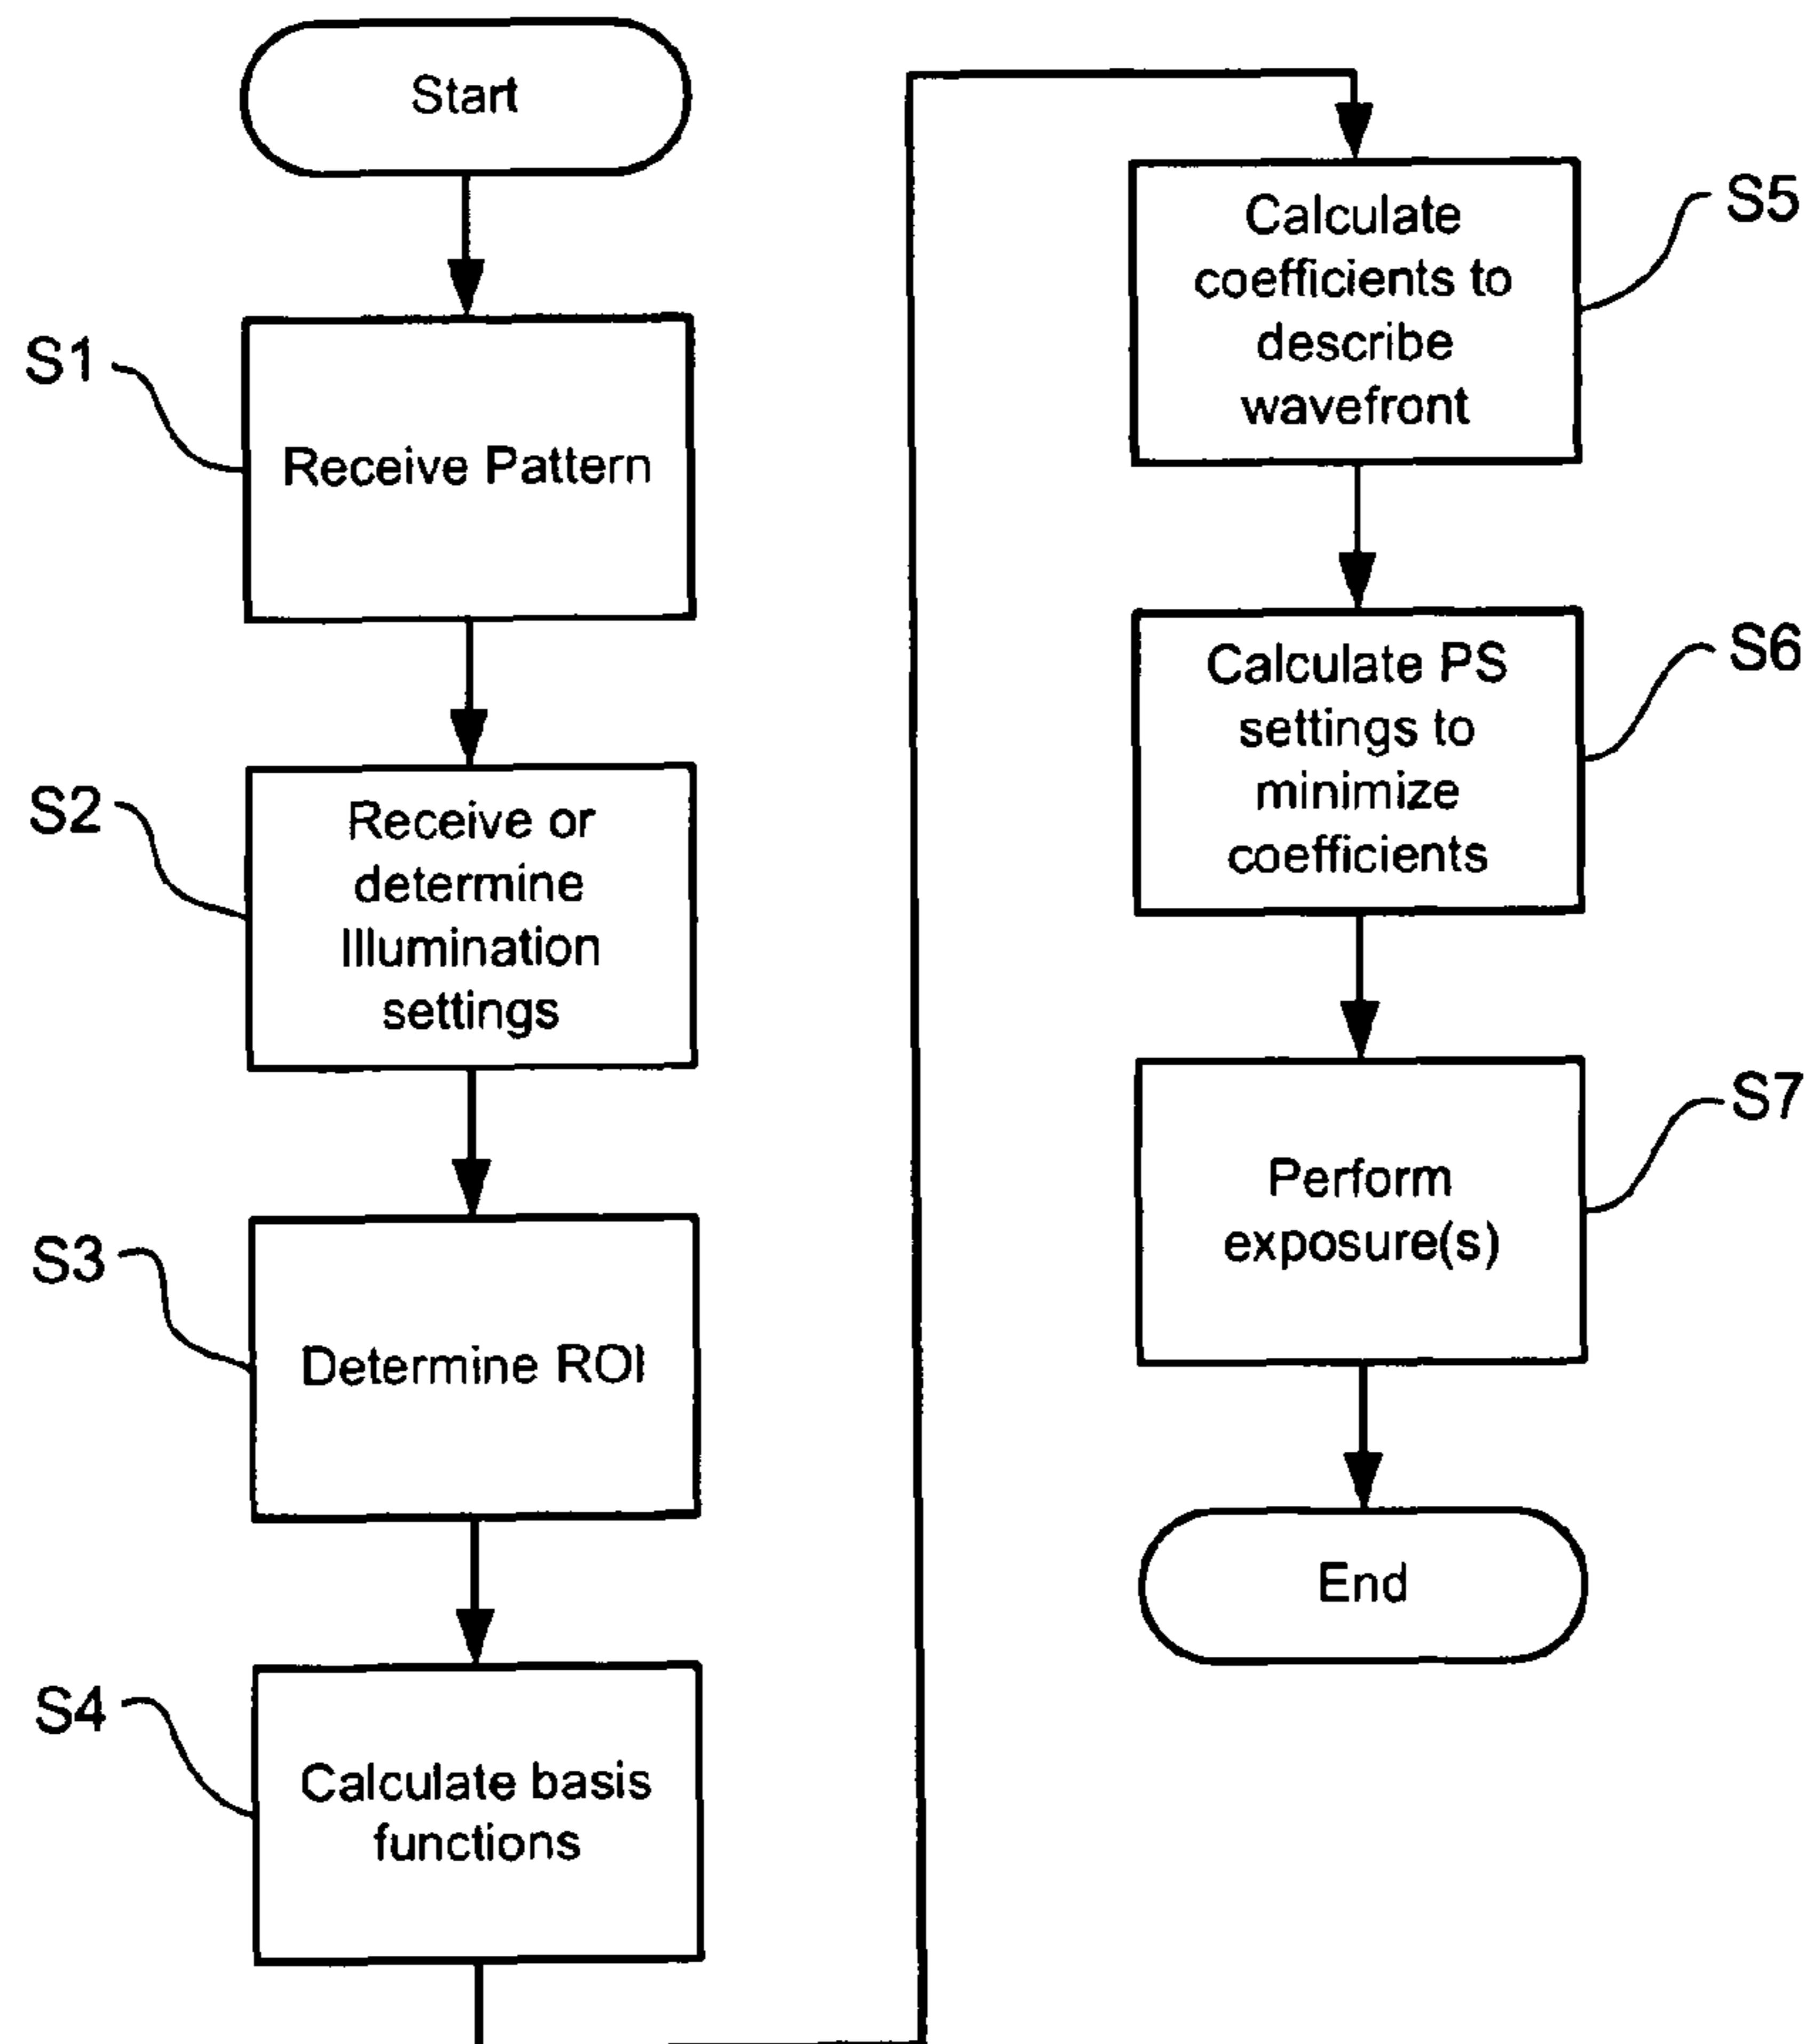 Start
S1
Receive Pattern
S2
Receive or
determine
Illumination
settings
S3
Determine ROI
S4
Calculate basis
functions
S5
Calculate
coefficients to
describe
wavefront
S6
Calculate PS
settings to
minimize
coefficients
S7
Perform
exposure(s)
End